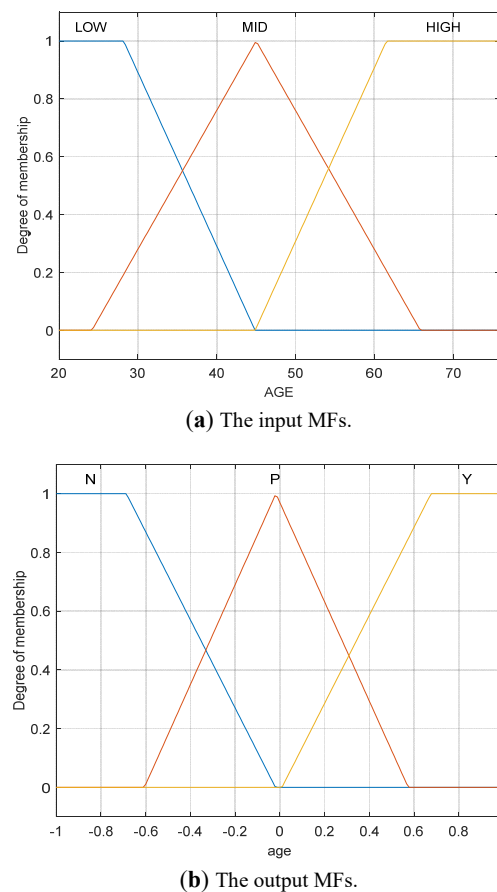 LOW MID HIGH
1
0.8
0.6
0.4
0.2
0
Degree of membership
20 30 40 50 60 70
AGE
(a) The input MFs.
N P Y
1
0.8
0.6
0.4
0.2
0
Degree of membership
-1 -0.8 -0.6 -0.4 -0.2 0 0.2 0.4 0.6 0.8
age
(b) The output MFs.